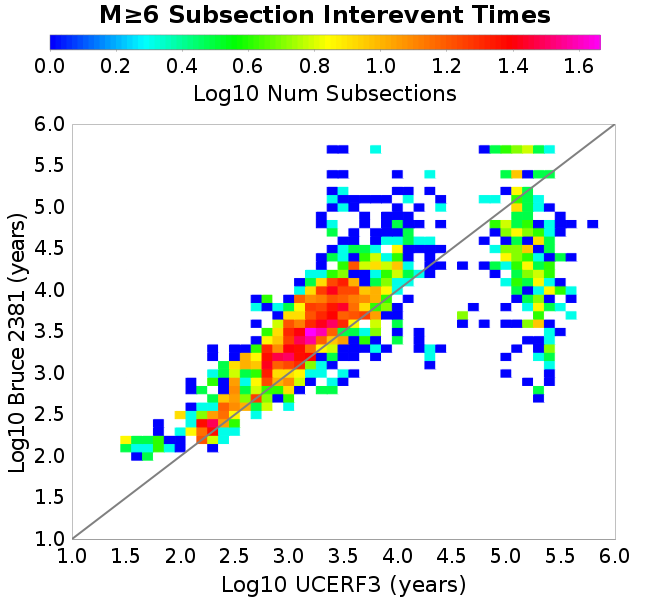 M≥6 Subsection Interevent Times
0.0 0.2 0.4 0.6 0.8 1.0 1.2 1.4 1.6
Log10 Num Subsections
Log10 Bruce 2381 (years)
6.0
5.5
5.0
4.5
4.0
3.5
3.0
2.5
2.0
1.5
1.0
1.0 1.5 2.0 2.5 3.0 3.5 4.0 4.5 5.0 5.5 6.0
Log10 UCERF3 (years)